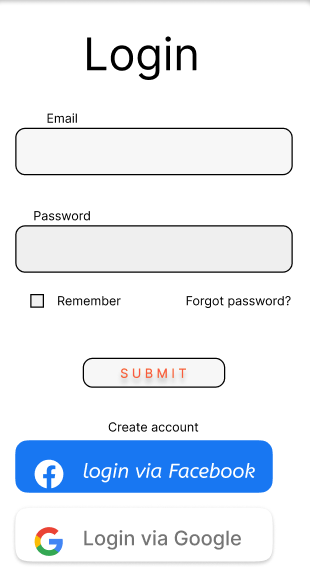 Login
Email
Password
Remember Forgot password?
SUBMIT
Create account
login via Facebook
Login via Google